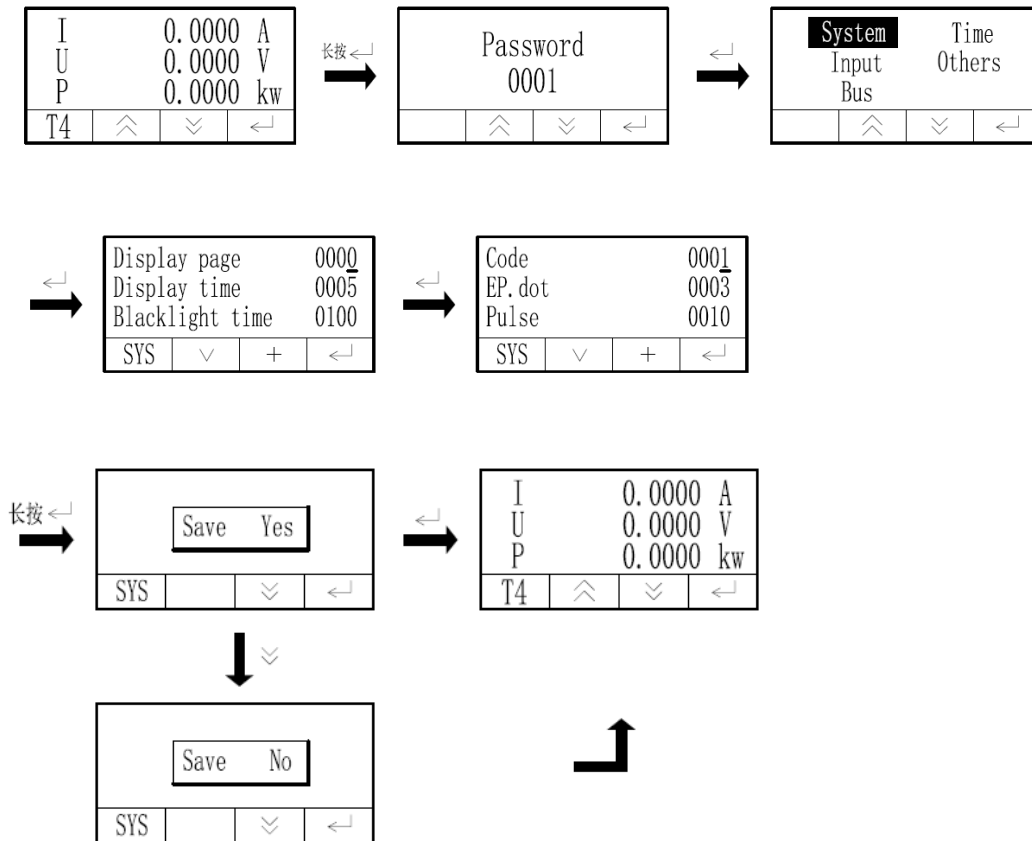 I 0.0000 A
U 0.0000 V
P 0.0000 kw
T4
长按
Password
0001
System Time
Input Others
Bus
Display page 0000
Display time 0005
Blacklight time 0100
SYS +
Code 0001
EP.dot 0003
Pulse 0010
SYS +
长按
Save Yes
SYS
I 0.0000 A
U 0.0000 V
P 0.0000 kw
T4
Save No
SYS